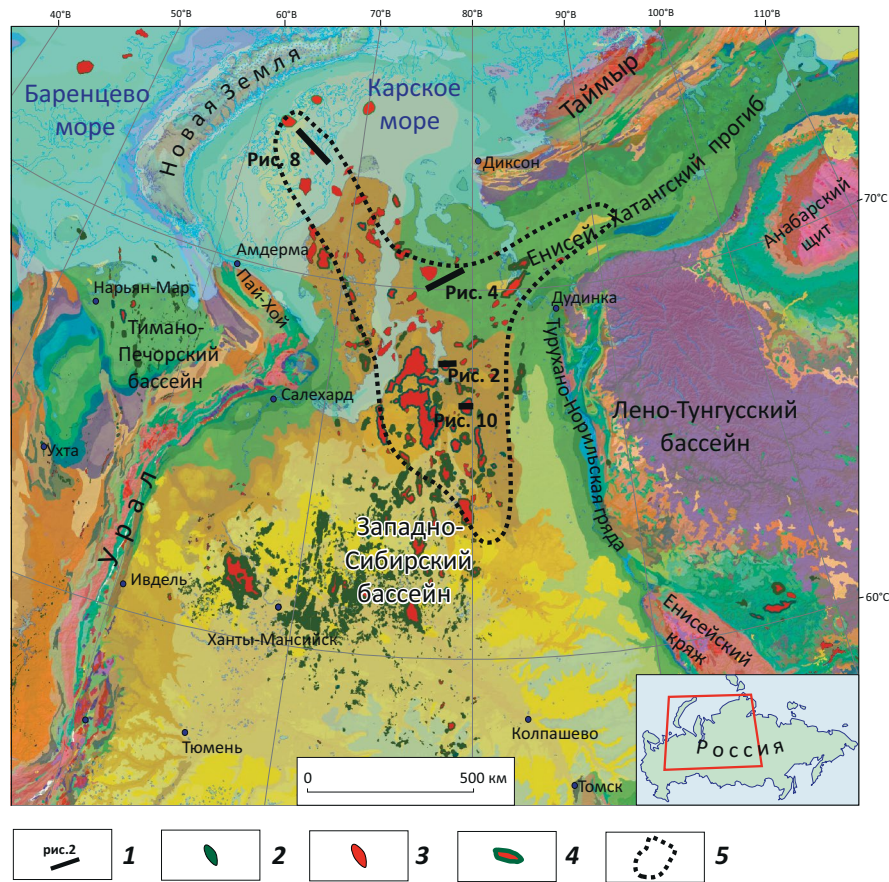 40°В
50°В
60°В
70°В
80°В
90°В
100°В
110°В
Баренцево
море
Новая Земля
Карское
море
Таймыр
Рис. 8
Диксон
Енисей - Хатангский прогиб
70°С
Анабарский
щит
Амдерма
Пай-Хой
Нарьян-Мар
Рис. 4
Дудинка
Тимано-
Печорский
бассейн
Рис. 2
Салехард
Рис. 10
Турухано-Норильская гряда
Лено-Тунгусский
бассейн
Ухта
Урал
Западно-
Сибирский
бассейн
Ивдель
60°С
Ханты-Мансийск
Енисейский
кряж
Тюмень
Колпашево
Томск
0
500 км
Россия
рис.2
1
2
3
4
5